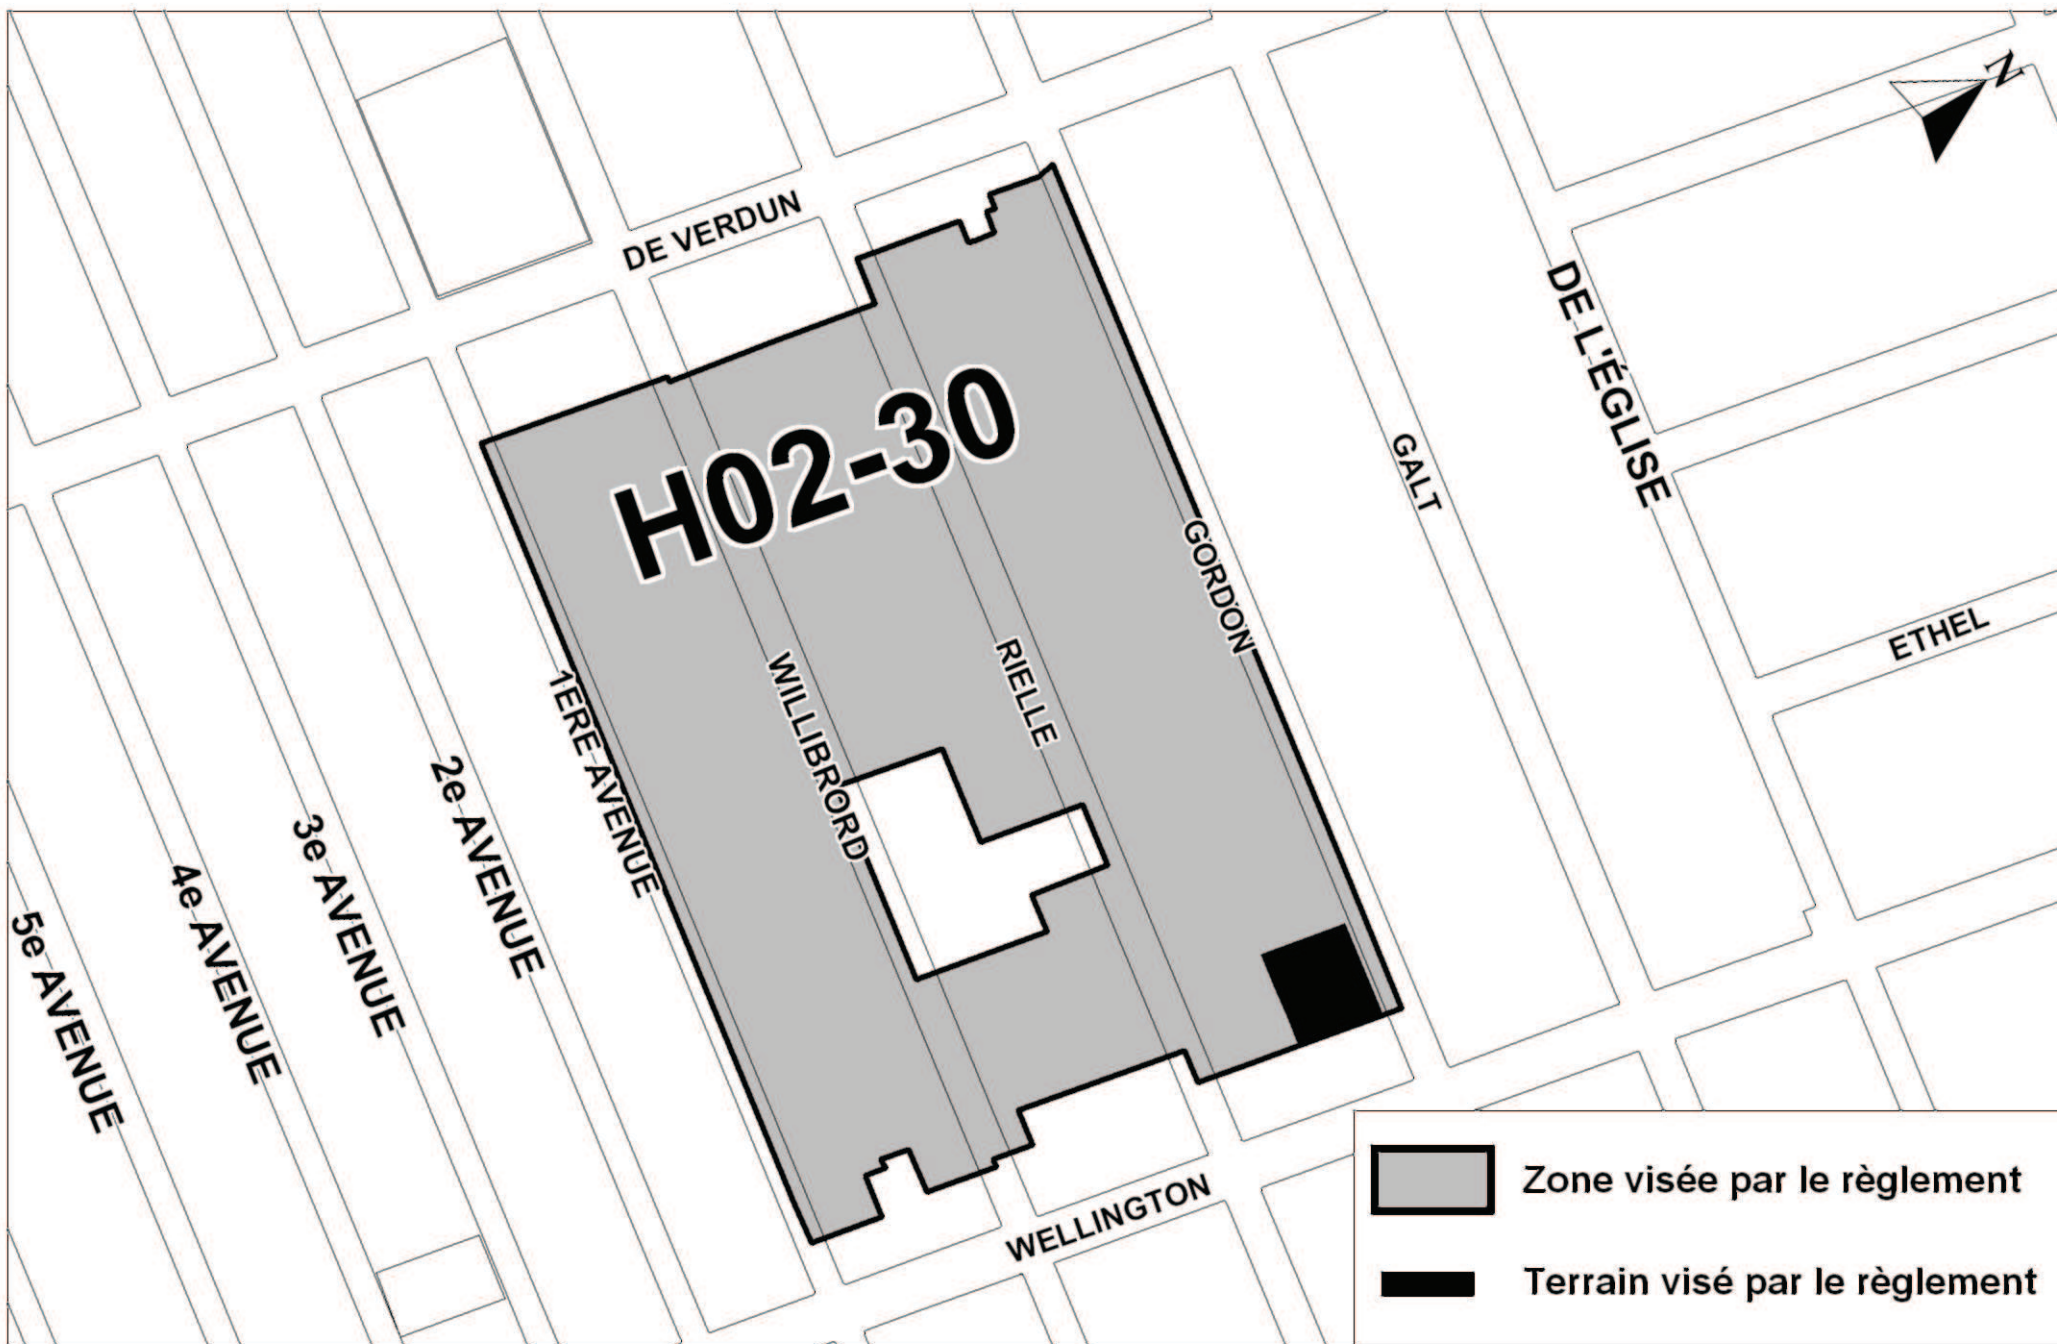 N
DE VERDUN
H02-30
DE L'ÉGLISE
GALT
GORDON
ETHEL
RIELLE
WILLIBRORD
1ERE AVENUE
2e AVENUE
3e AVENUE
4e AVENUE
5e AVENUE
WELLINGTON
Zone visée par le règlement
Terrain visé par le règlement